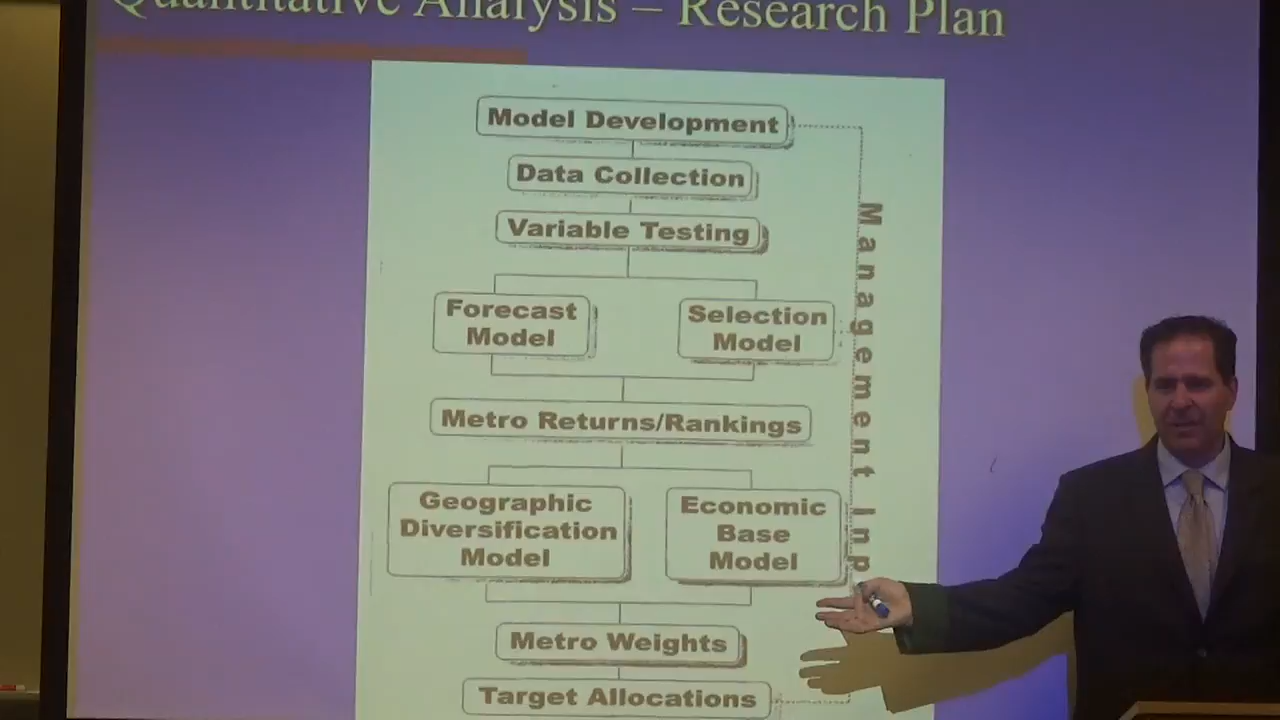 Quantitative Analysis – Research Plan
Model Development
Data Collection
Variable Testing
Forecast
Model
Selection
Model
Metro Returns/Rankings
Geographic
Diversification
Model
Economic
Base
Model
Metro Weights
Target Allocations
Management Inp